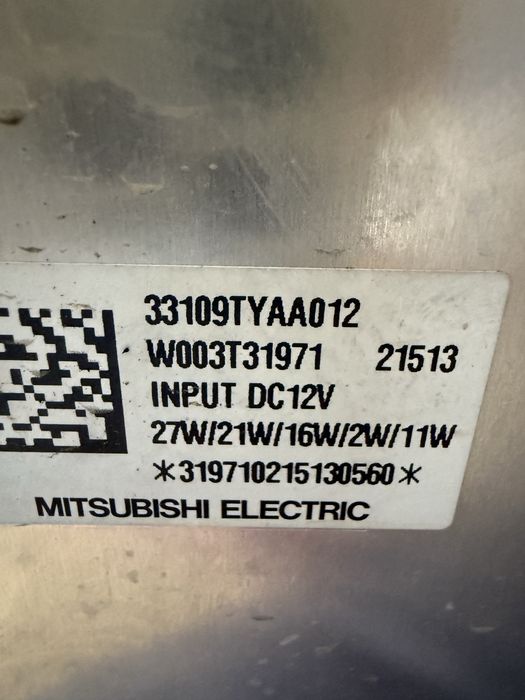 33109TYAA012
W003T31971 21513
INPUT DC12V
27W/21W/16W/2W/11W
*319710215130560*
MITSUBISHI ELECTRIC